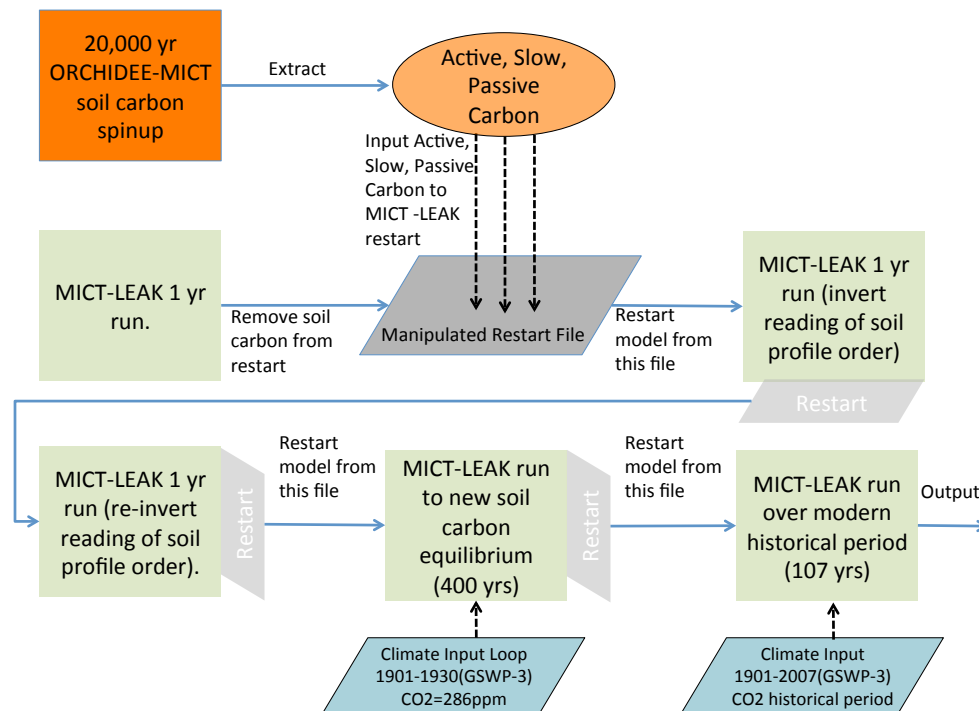 20,000 yr
ORCHIDEE-MICT
soil carbon
spinup
Extract
Active, Slow,
Passive
Carbon
Input Active,
Slow, Passive
Carbon to
MICT -LEAK
restart
MICT-LEAK 1 yr
run.
Remove soil
carbon from
restart
Manipulated Restart File
Restart
model from
this file
MICT-LEAK 1 yr
run (invert
reading of soil
profile order)
Restart
MICT-LEAK 1 yr
run (re-invert
reading of soil
profile order).
Restart
Restart
model from
this file
MICT-LEAK run
to new soil
carbon
equilibrium
(400 yrs)
Restart
Restart
model from
this file
MICT-LEAK run
over modern
historical period
(107 yrs)
Output
Climate Input Loop
1901-1930(GSWP-3)
CO2=286ppm
Climate Input
1901-2007(GSWP-3)
CO2 historical period